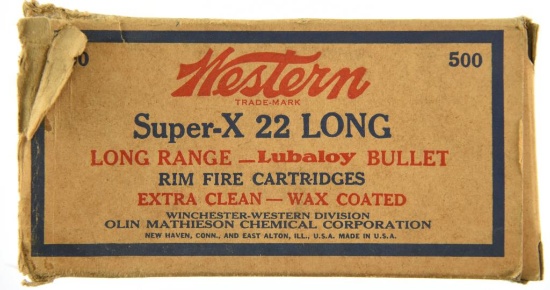 0 500
Western
TRADE-MARK
Super-X 22 LONG
LONG RANGE — Lubaloy BULLET
RIM FIRE CARTRIDGES
EXTRA CLEAN — WAX COATED
WINCHESTER-WESTERN DIVISION
OLIN MATHIESON CHEMICAL CORPORATION
NEW HAVEN, CONN., AND EAST ALTON, ILL., U.S.A. MADE IN U.S.A.